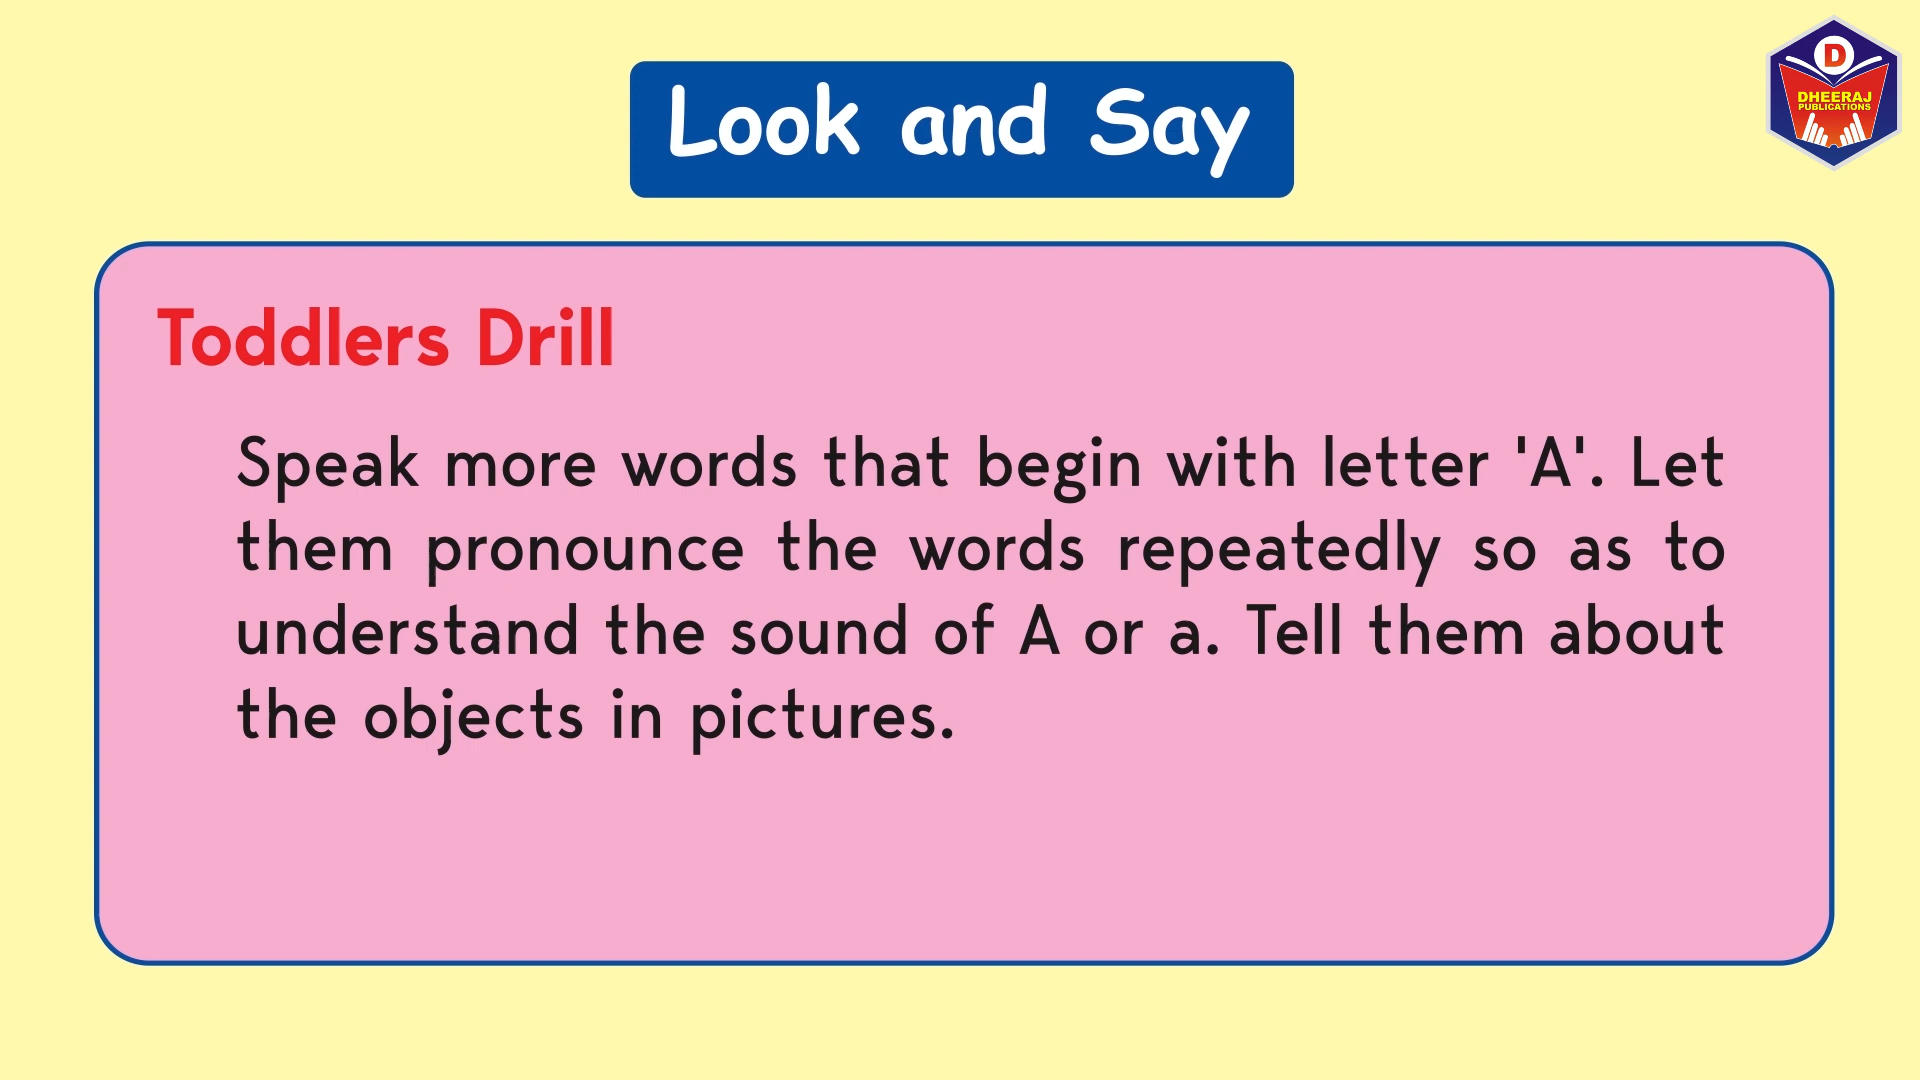 Look and Say
D
DHEERAJ
PUBLICATIONS
Toddlers Drill
Speak more words that begin with letter 'A'. Let
them pronounce the words repeatedly so as to
understand the sound of A or a. Tell them about
the objects in pictures.